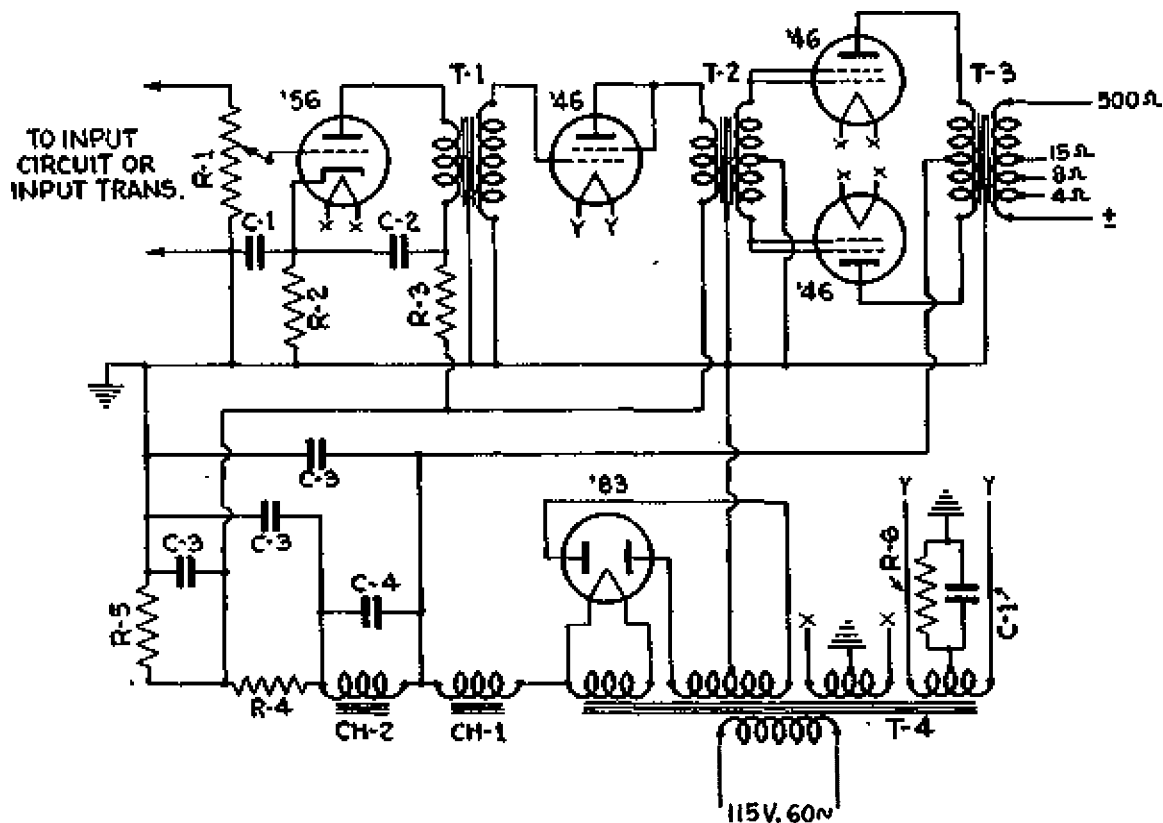 '46
T-1
T-2
T-3
'56
'46
500Ω
TO INPUT
CIRCUIT OR
INPUT TRANS.
R-1
15Ω
8Ω
4Ω
X X
X X
X X
Y Y
±
C-1
C-2
R-2
R-3
'46
C-3
'83
Y Y
C-3
C-3
C-4
R-6
C-1
R-5
X X
R-4
CH-2
CH-1
T-4
115V. 60~